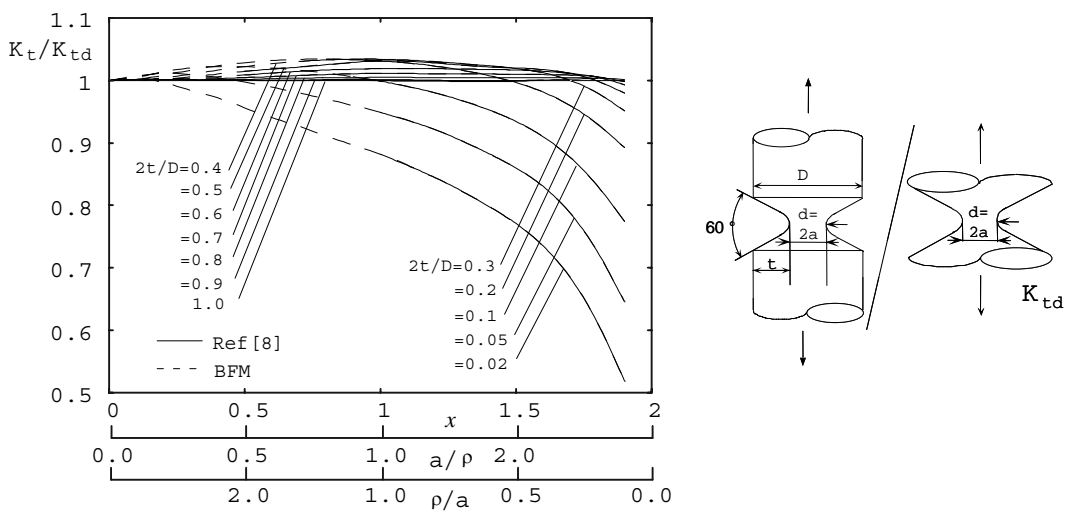 1.1
K_t/K_td
1
0.9
0.8
0.7
0.6
0.5
2t/D=0.4
=0.5
=0.6
=0.7
=0.8
=0.9
1.0
2t/D=0.3
=0.2
=0.1
=0.05
=0.02
Ref[8]
BFM
0 0.5 1 1.5 2
x
0.0 0.5 1.0 a/ρ 2.0
2.0 1.0 ρ/a 0.5 0.0
D
60°
d=
2a
t
d=
2a
K_td